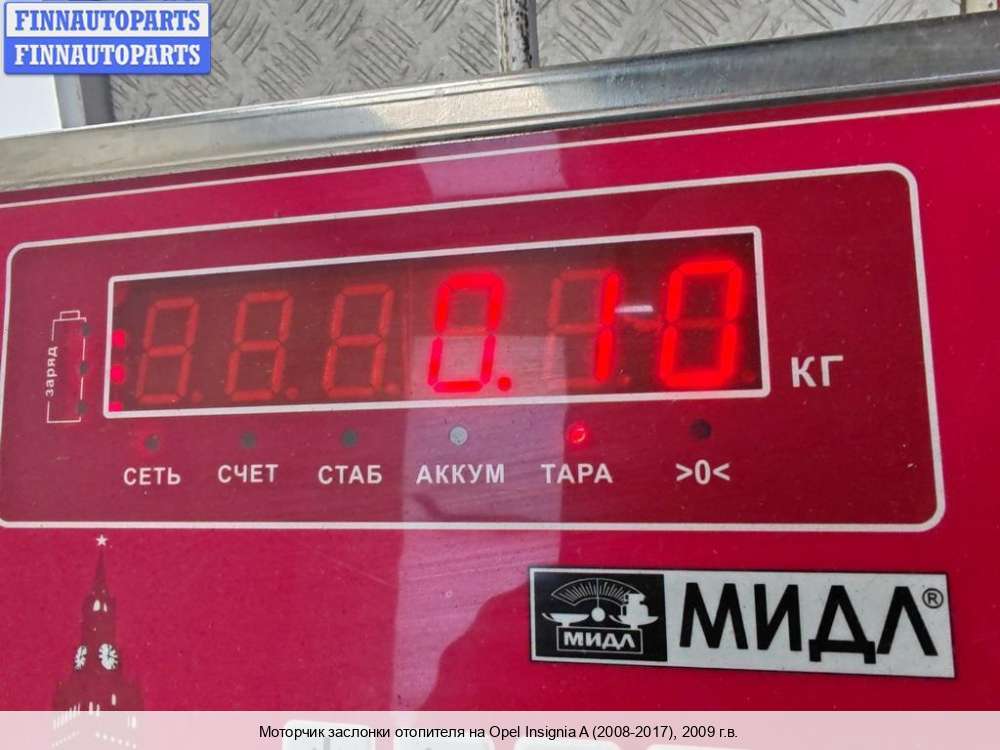 FINNAUTOPARTS
FINNAUTOPARTS
заряд
0.10 КГ
СЕТЬ СЧЕТ СТАБ АККУМ ТАРА >0<
МИДЛ МИДЛ®
Моторчик заслонки отопителя на Opel Insignia A (2008-2017), 2009 г.в.